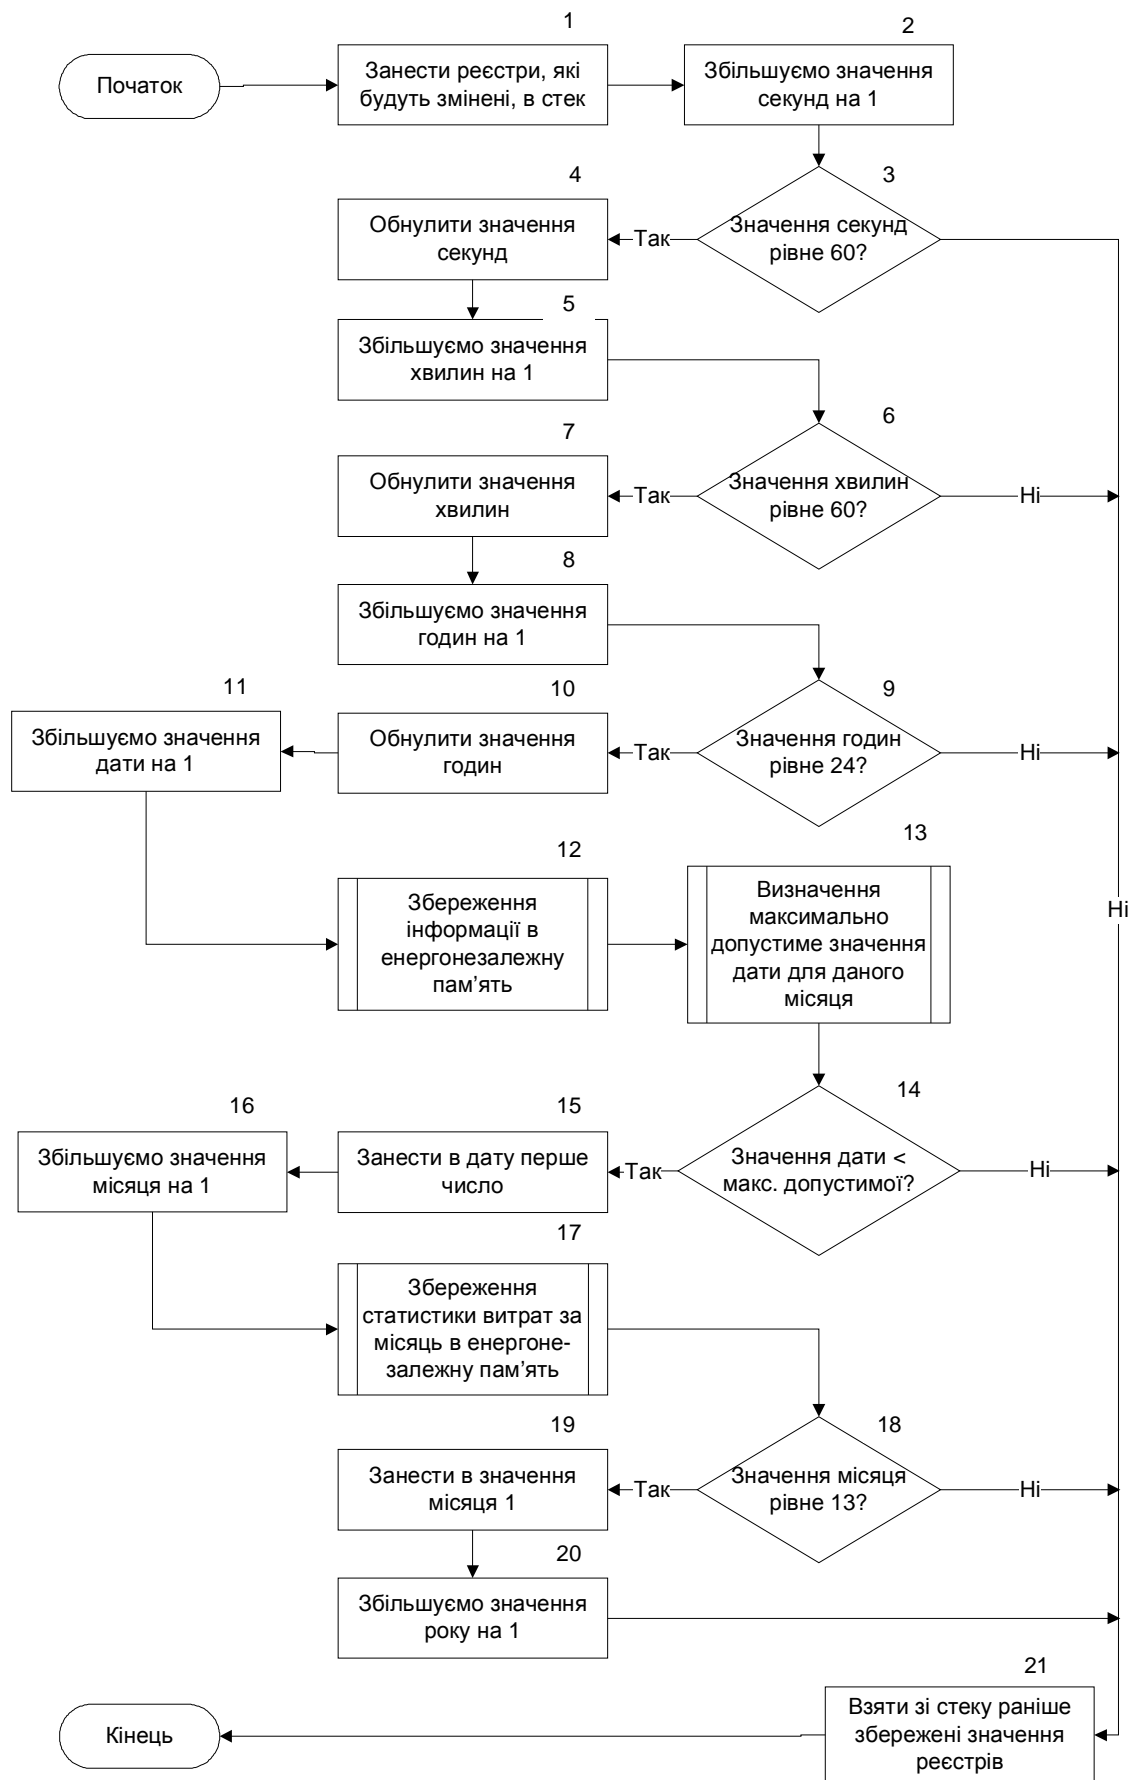 1
2
Початок
Занести реєстри, які
будуть змінені, в стек
Збільшуємо значення
секунд на 1
4
3
Обнулити значення
секунд
Так
Значення секунд
рівне 60?
5
Збільшуємо значення
хвилин на 1
7
6
Обнулити значення
хвилин
Так
Значення хвилин
рівне 60?
Ні
8
Збільшуємо значення
годин на 1
11
10
9
Збільшуємо значення
дати на 1
Обнулити значення
годин
Так
Значення годин
рівне 24?
Ні
12
13
Збереження
інформації в
енергонезалежну
пам’ять
Визначення
максимально
допустиме значення
дати для даного
місяця
Ні
16
15
14
Збільшуємо значення
місяця на 1
Занести в дату перше
число
Так
Значення дати <
макс. допустимої?
Ні
17
Збереження
статистики витрат за
місяць в енергоне-
залежну пам’ять
19
18
Занести в значення
місяця 1
Так
Значення місяця
рівне 13?
Ні
20
Збільшуємо значення
року на 1
21
Кінець
Взяти зі стеку раніше
збережені значення
реєстрів